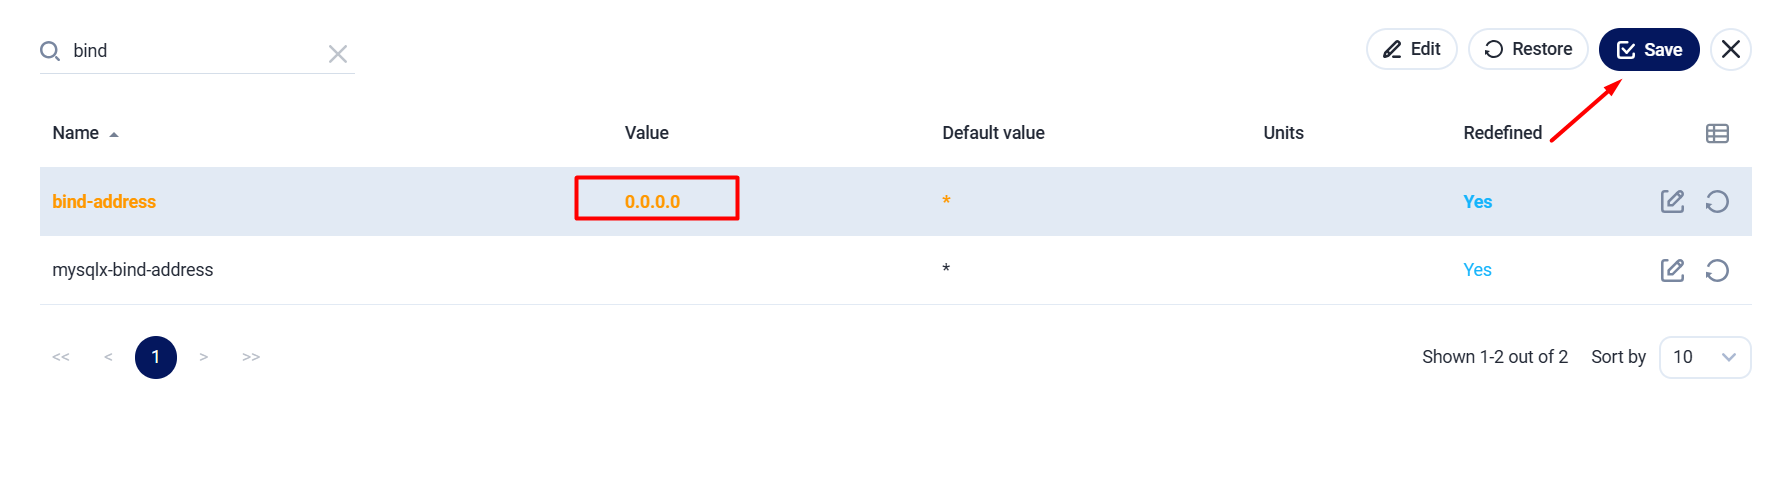 bind
Edit Restore Save
Name Value Default value Units Redefined
bind-address 0.0.0.0 * Yes
mysqlx-bind-address * Yes
<< < 1 > >> Shown 1-2 out of 2 Sort by 10